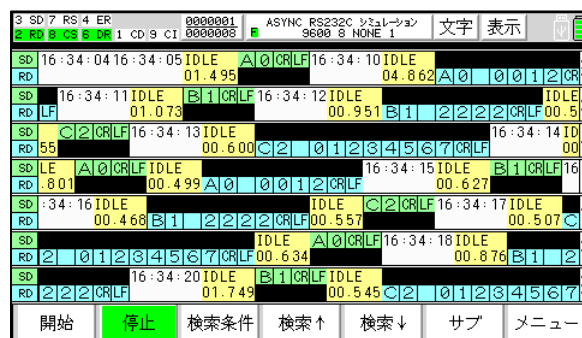 3 SD 7 RS 4 ER 0000001 ASYNC RS232C シミュレーション 文字 表示
2 RD 8 CS 6 DR 1 CD 9 CI 0000008 F 9600 8 NONE 1
SD 16:34:04 16:34:05 IDLE A 0 CR LF 16:34:10 IDLE
RD 01.495 04.862 A 0 0 0 1 2 CR
SD 16:34:11 IDLE B 1 CR LF 16:34:12 IDLE IDLE
RD LF 01.073 00.951 B 1 2 2 2 2 CR LF 00.5
SD C 2 CR LF 16:34:13 IDLE 16:34:14 ID
RD 55 00.600 C 2 0 1 2 3 4 5 6 7 CR LF 00
SD LE A 0 CR LF IDLE 16:34:15 IDLE B 1 CR LF 16
RD .801 00.499 A 0 0 0 1 2 CR LF 00.627
SD :34:16 IDLE IDLE C 2 CR LF 16:34:17 IDLE
RD 00.468 B 1 2 2 2 2 CR LF 00.557 00.507 C
SD IDLE A 0 CR LF 16:34:18 IDLE
RD 2 0 1 2 3 4 5 6 7 CR LF 00.634 00.876 B 1 2
SD 16:34:20 IDLE B 1 CR LF IDLE
RD 2 2 2 CR LF 01.749 00.545 C 2 0 1 2 3 4 5 6 7
開始 停止 検索条件 検索↑ 検索↓ サブ メニュー